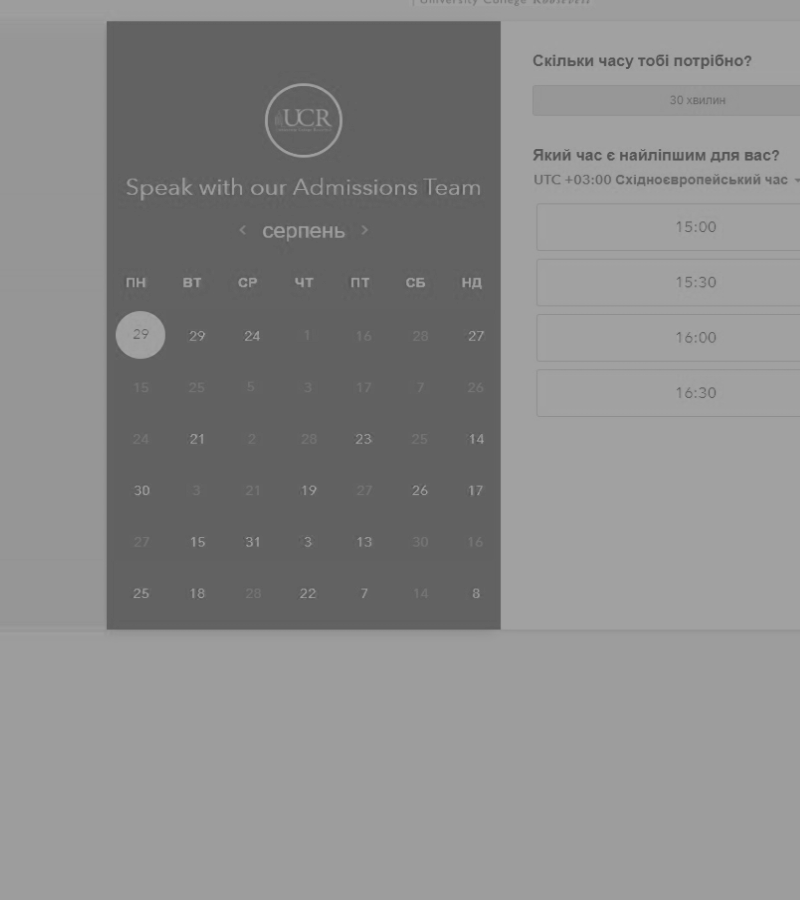 University College
UCR
Speak with our Admissions Team
< серпень >
ПН ВТ СР ЧТ ПТ СБ НД
29 29 24 1 16 28 27
15 25 5 3 17 7 26
24 21 2 28 23 25 14
30 3 21 19 27 26 17
27 15 31 3 13 30 16
25 18 28 22 7 14 8
Скільки часу тобі потрібно?
30 хвилин
Який час є найліпшим для вас?
UTC +03:00 Східноєвропейський час
15:00
15:30
16:00
16:30